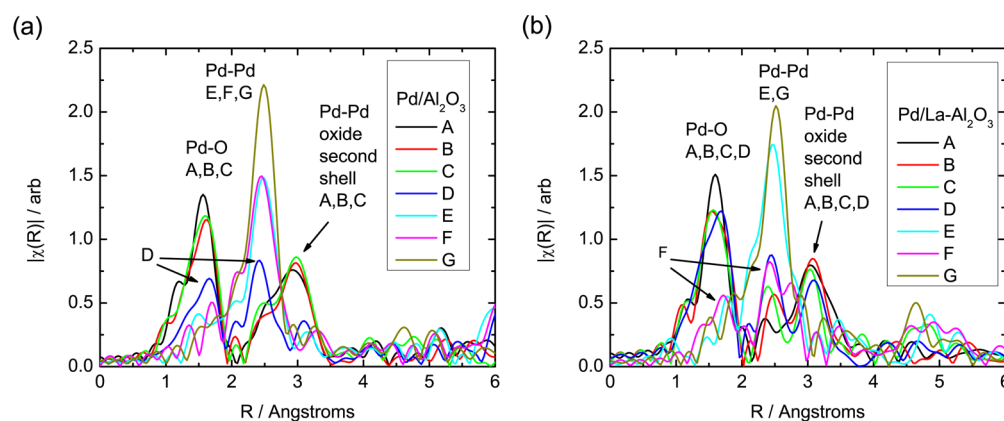 (a)
2.5
2.0
1.5
1.0
0.5
0.0
|χ(R)| / arb
0
1
2
3
4
5
6
R / Angstroms
Pd-Pd
E,F,G
Pd-O
A,B,C
D
Pd-Pd
oxide
second
shell
A,B,C
Pd/Al₂O₃
A
B
C
D
E
F
G
(b)
2.5
2.0
1.5
1.0
0.5
0.0
|χ(R)| / arb
0
1
2
3
4
5
6
R / Angstroms
Pd-Pd
E,G
Pd-O
A,B,C,D
F
Pd-Pd
oxide
second
shell
A,B,C,D
Pd/La-Al₂O₃
A
B
C
D
E
F
G